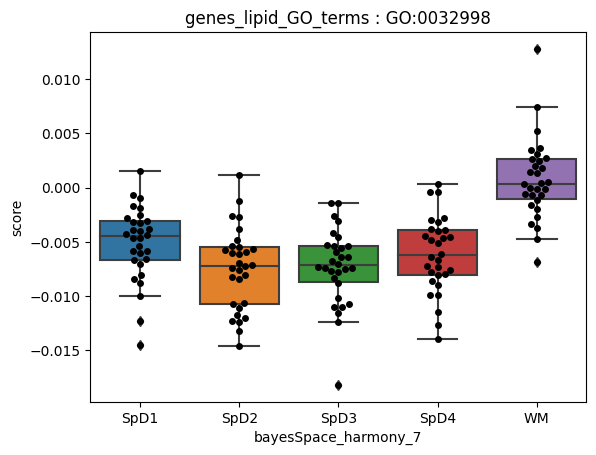 genes_lipid_GO_terms : GO:0032998
score
0.010
0.005
0.000
−0.005
−0.010
−0.015
SpD1 SpD2 SpD3 SpD4 WM
bayesSpace_harmony_7